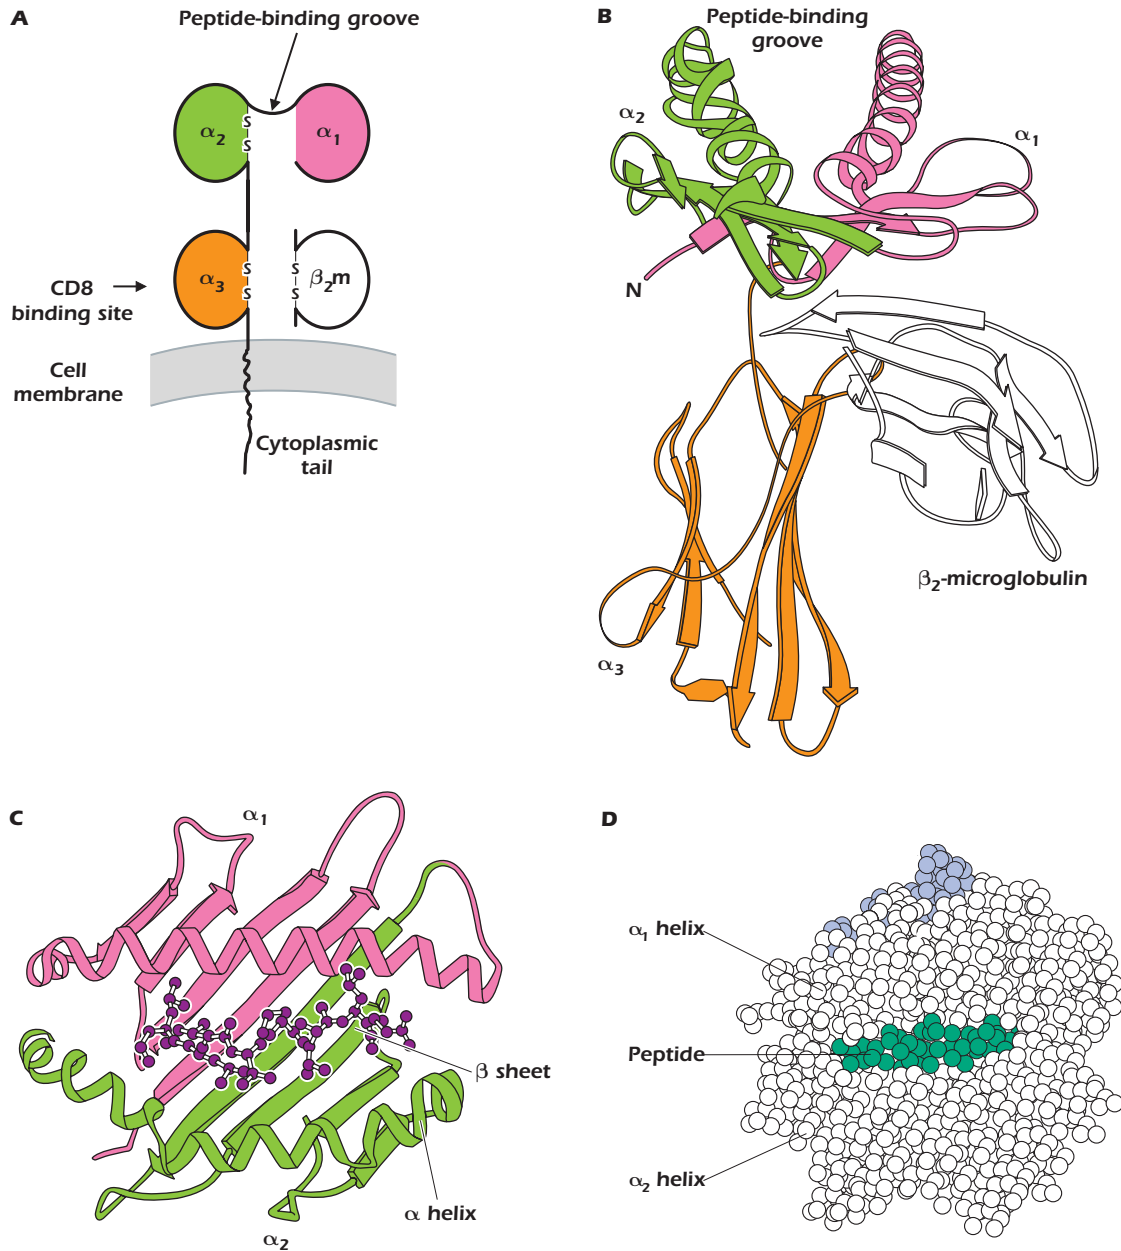 A
Peptide-binding groove
α2
S
S
α1
α3
S
S
S
S
β2m
CD8
binding site
Cell
membrane
Cytoplasmic
tail
B
Peptide-binding
groove
α2
α1
N
β2-microglobulin
α3
C
α1
β sheet
α helix
α2
D
α1 helix
Peptide
α2 helix